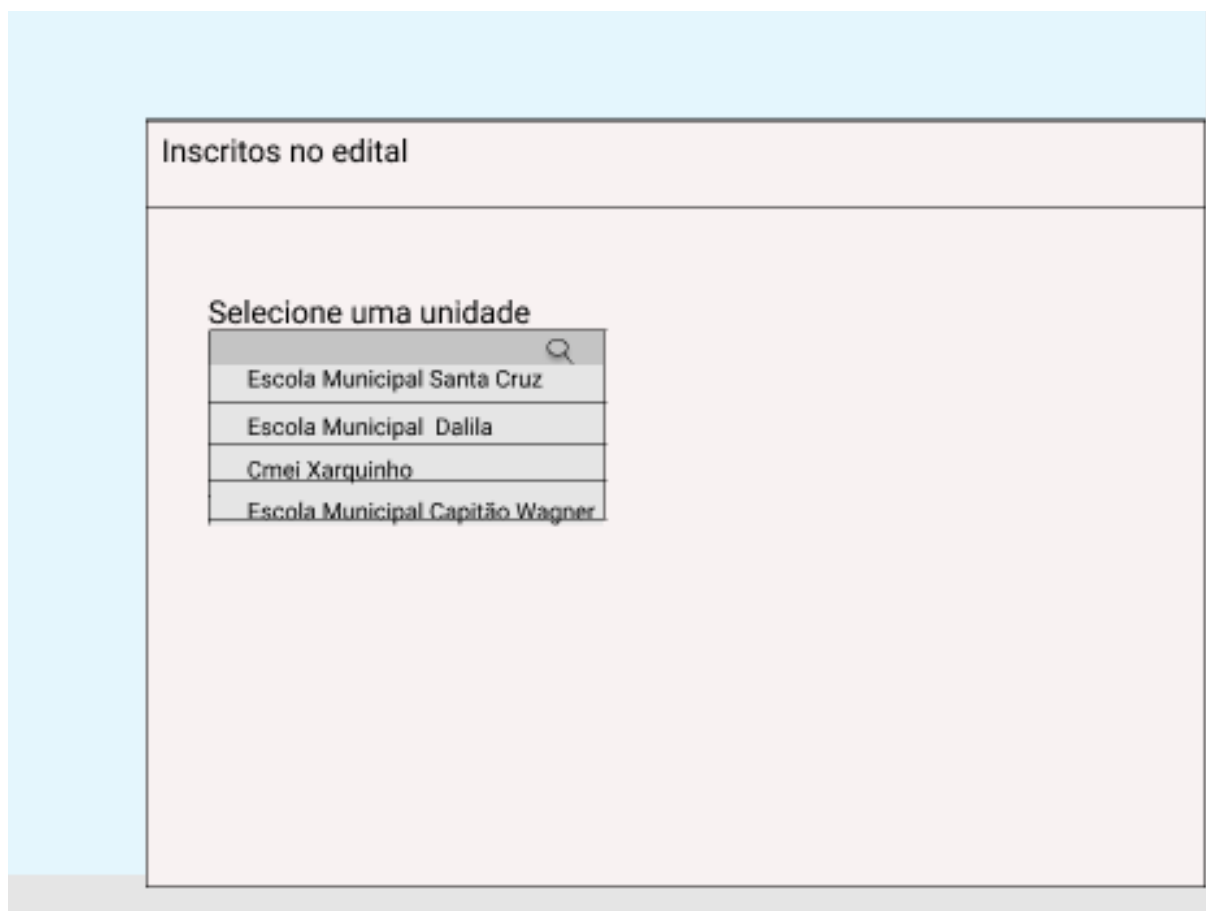 Inscritos no edital
Selecione uma unidade
Escola Municipal Santa Cruz
Escola Municipal Dalila
Cmei Xarquinho
Escola Municipal Capitão Wagner